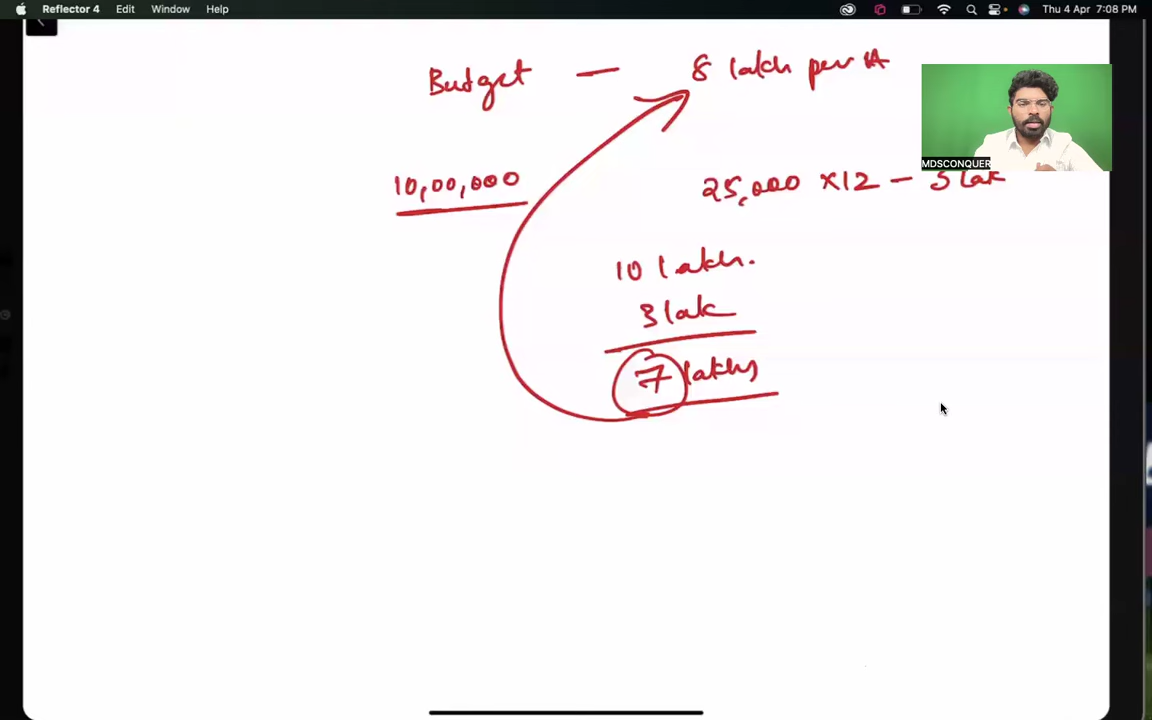 Reflector 4 Edit Window Help Thu 4 Apr 7:08 PM
Budget — 8 lakh per A
MDSCONQUER
10,00,000 25,000 ×12 — 3 lak
10 lakh.
3 lak
7 lakhs